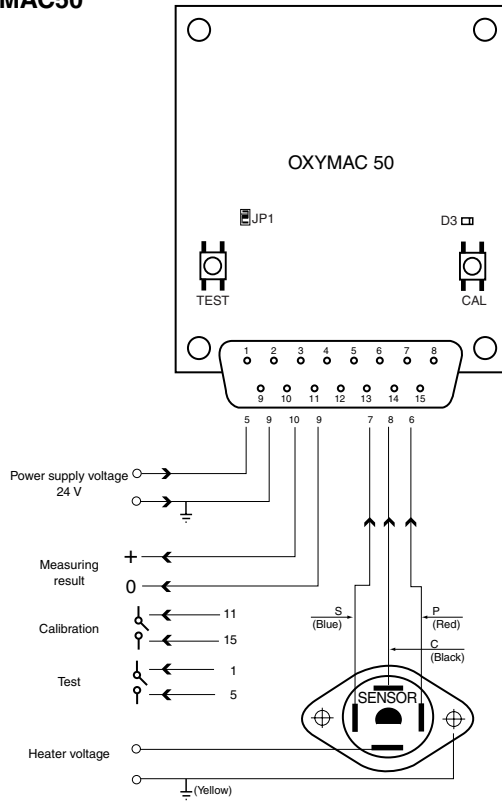 MAC50
OXYMAC 50
JP1
D3
TEST
CAL
1 2 3 4 5 6 7 8
9 10 11 12 13 14 15
5 9 10 9 7 8 6
Power supply voltage
24 V
Measuring
result
+
0
Calibration
11
15
Test
1
5
S
(Blue)
P
(Red)
C
(Black)
SENSOR
Heater voltage
(Yellow)